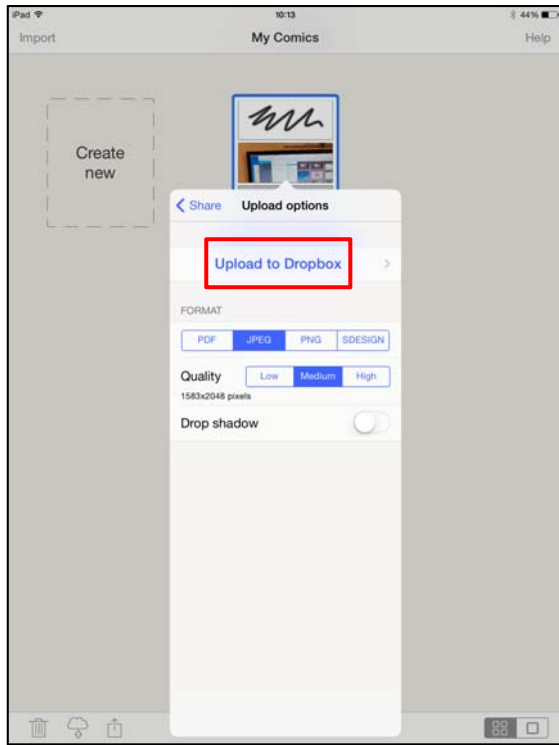 iPad 10:13 44%
Import My Comics Help
Create
new
Share Upload options
Upload to Dropbox
FORMAT
PDF JPEG PNG SDESIGN
Quality Low Medium High
1583x2048 pixels
Drop shadow